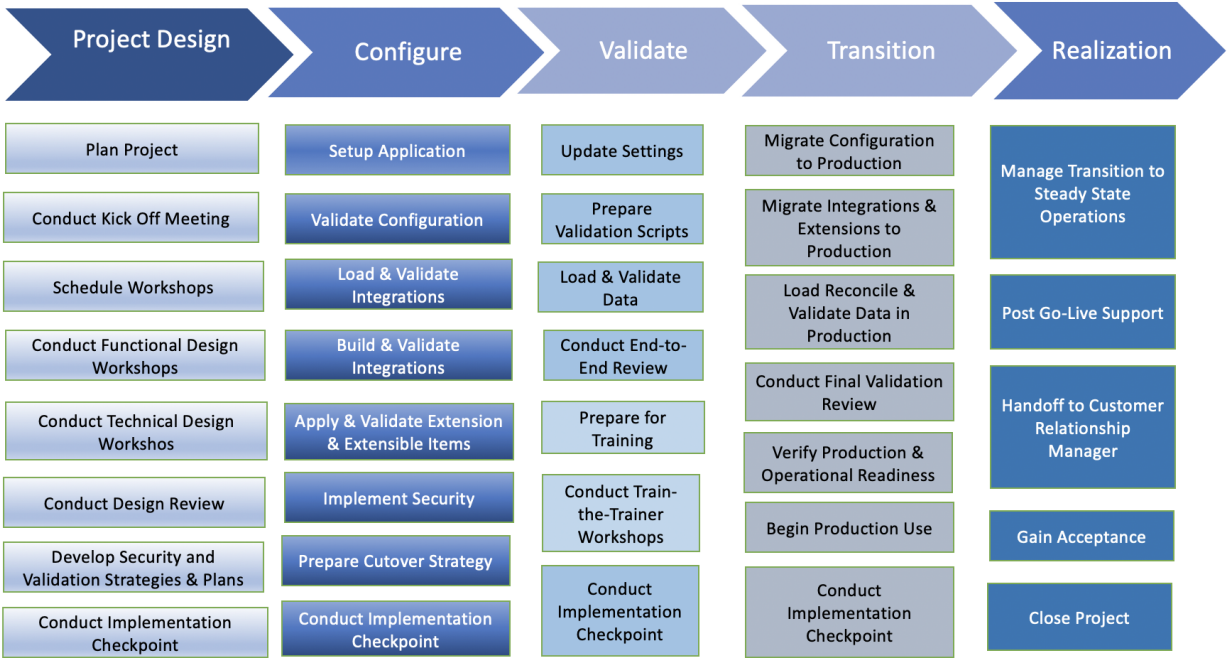 Project Design
Configure
Validate
Transition
Realization
Plan Project
Conduct Kick Off Meeting
Schedule Workshops
Conduct Functional Design
Workshops
Conduct Technical Design
Workshos
Conduct Design Review
Develop Security and
Validation Strategies & Plans
Conduct Implementation
Checkpoint
Setup Application
Validate Configuration
Load & Validate
Integrations
Build & Validate
Integrations
Apply & Validate Extension
& Extensible Items
Implement Security
Prepare Cutover Strategy
Conduct Implementation
Checkpoint
Update Settings
Prepare
Validation Scripts
Load & Validate
Data
Conduct End-to-
End Review
Prepare for
Training
Conduct Train-
the-Trainer
Workshops
Conduct
Implementation
Checkpoint
Migrate Configuration
to Production
Migrate Integrations &
Extensions to
Production
Load Reconcile &
Validate Data in
Production
Conduct Final Validation
Review
Verify Production &
Operational Readiness
Begin Production Use
Conduct
Implementation
Checkpoint
Manage Transition to
Steady State
Operations
Post Go-Live Support
Handoff to Customer
Relationship
Manager
Gain Acceptance
Close Project